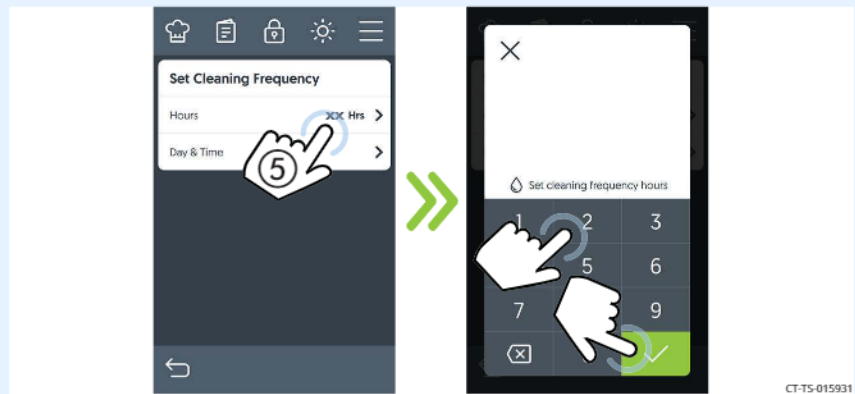 Set Cleaning Frequency
Hours
XX Hrs
Day & Time
5
Set cleaning frequency hours
1 2 3
5 6
7 9
CT-TS-015931